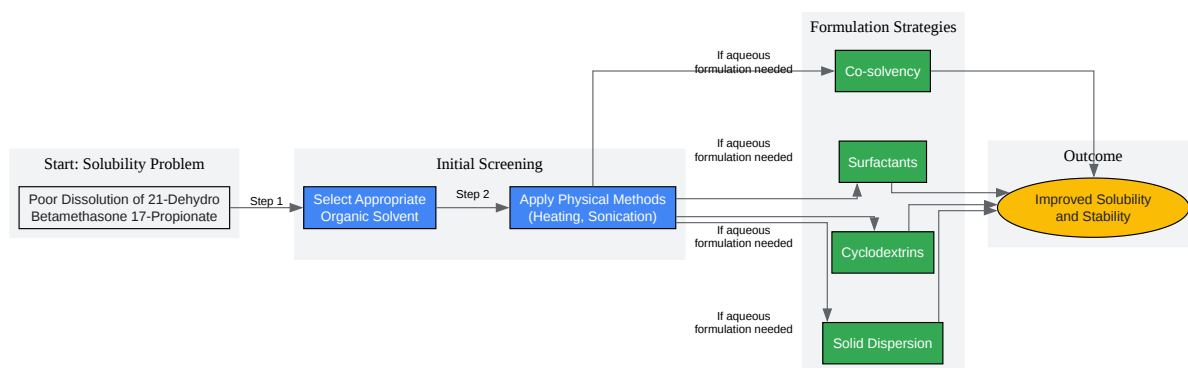 Start: Solubility Problem
Poor Dissolution of 21-Dehydro
Betamethasone 17-Propionate
Step 1
Initial Screening
Select Appropriate
Organic Solvent
Step 2
Apply Physical Methods
(Heating, Sonication)
If aqueous
formulation needed
If aqueous
formulation needed
If aqueous
formulation needed
If aqueous
formulation needed
Formulation Strategies
Co-solvency
Surfactants
Cyclodextrins
Solid Dispersion
Outcome
Improved Solubility
and Stability